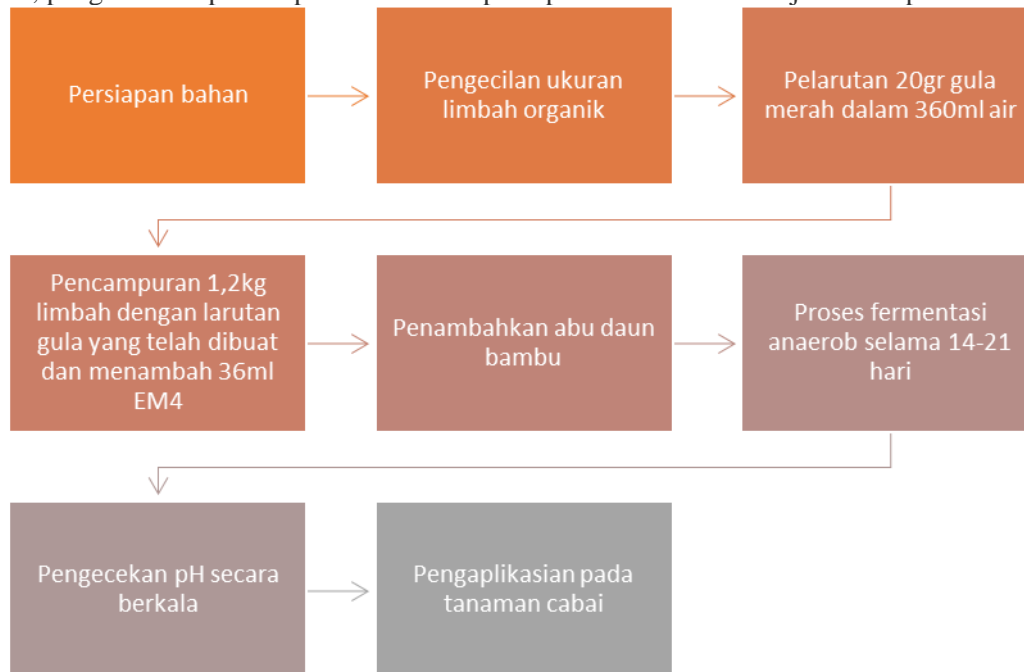 Persiapan bahan
Pengecilan ukuran
limbah organik
Pelarutan 20gr gula
merah dalam 360ml air
Pencampuran 1,2kg
limbah dengan larutan
gula yang telah dibuat
dan menambah 36ml
EM4
Penambahkan abu daun
bambu
Proses fermentasi
anaerob selama 14-21
hari
Pengecekan pH secara
berkala
Pengaplikasian pada
tanaman cabai